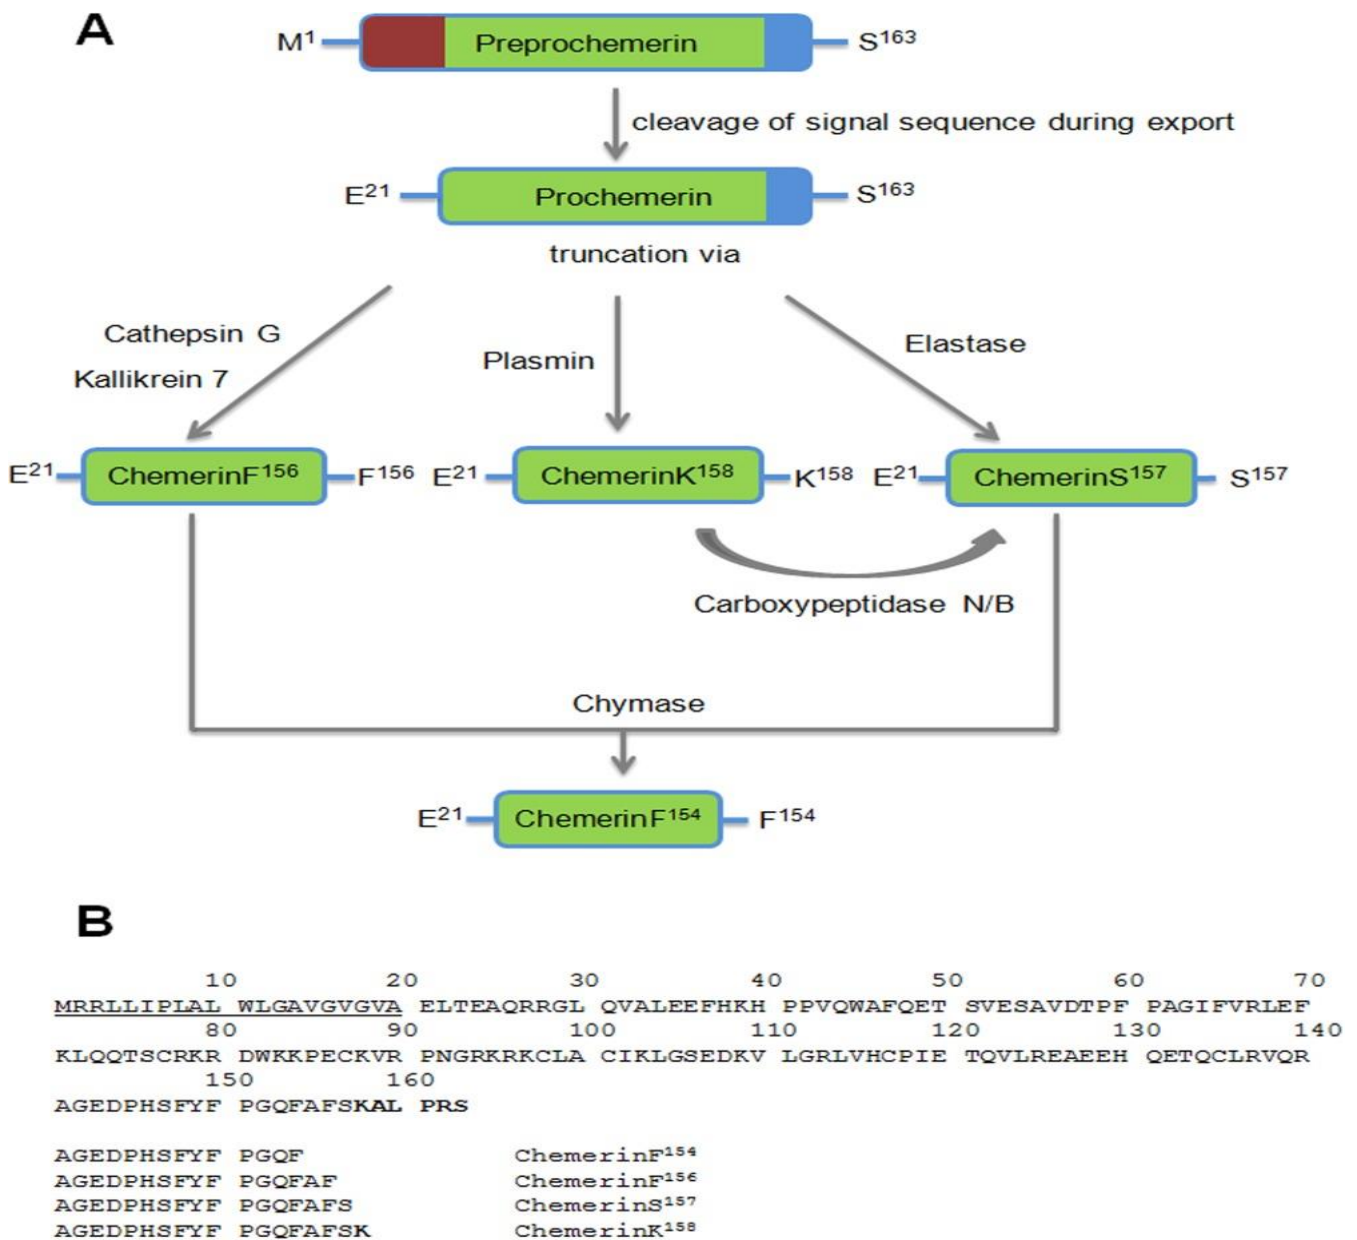 A
M¹ Preprochemerin S¹⁶³
cleavage of signal sequence during export
E²¹ Prochemerin S¹⁶³
truncation via
Cathepsin G
Kallikrein 7
Plasmin
Elastase
E²¹ ChemerinF¹⁵⁶ F¹⁵⁶ E²¹ ChemerinK¹⁵⁸ K¹⁵⁸ E²¹ ChemerinS¹⁵⁷ S¹⁵⁷
Carboxypeptidase N/B
Chymase
E²¹ ChemerinF¹⁵⁴ F¹⁵⁴
B
10 20 30 40 50 60 70
MRRLLIPLAL WLGAVGVGVA ELTEAQRRGL QVALEEFHKH PPVQWAFQET SVESAVDTPF PAGIFVRLEF
80 90 100 110 120 130 140
KLQQTSCRKR DWKKPECKVR PNGRKRKCLA CIKLGSEDKV LGRLVHCPIE TQVLREAEEH QETQCLRVQR
150 160
AGEDPHSFYF PGQFAFSKAL PRS
AGEDPHSFYF PGQF ChemerinF¹⁵⁴
AGEDPHSFYF PGQFAF ChemerinF¹⁵⁶
AGEDPHSFYF PGQFAFS ChemerinS¹⁵⁷
AGEDPHSFYF PGQFAFSK ChemerinK¹⁵⁸